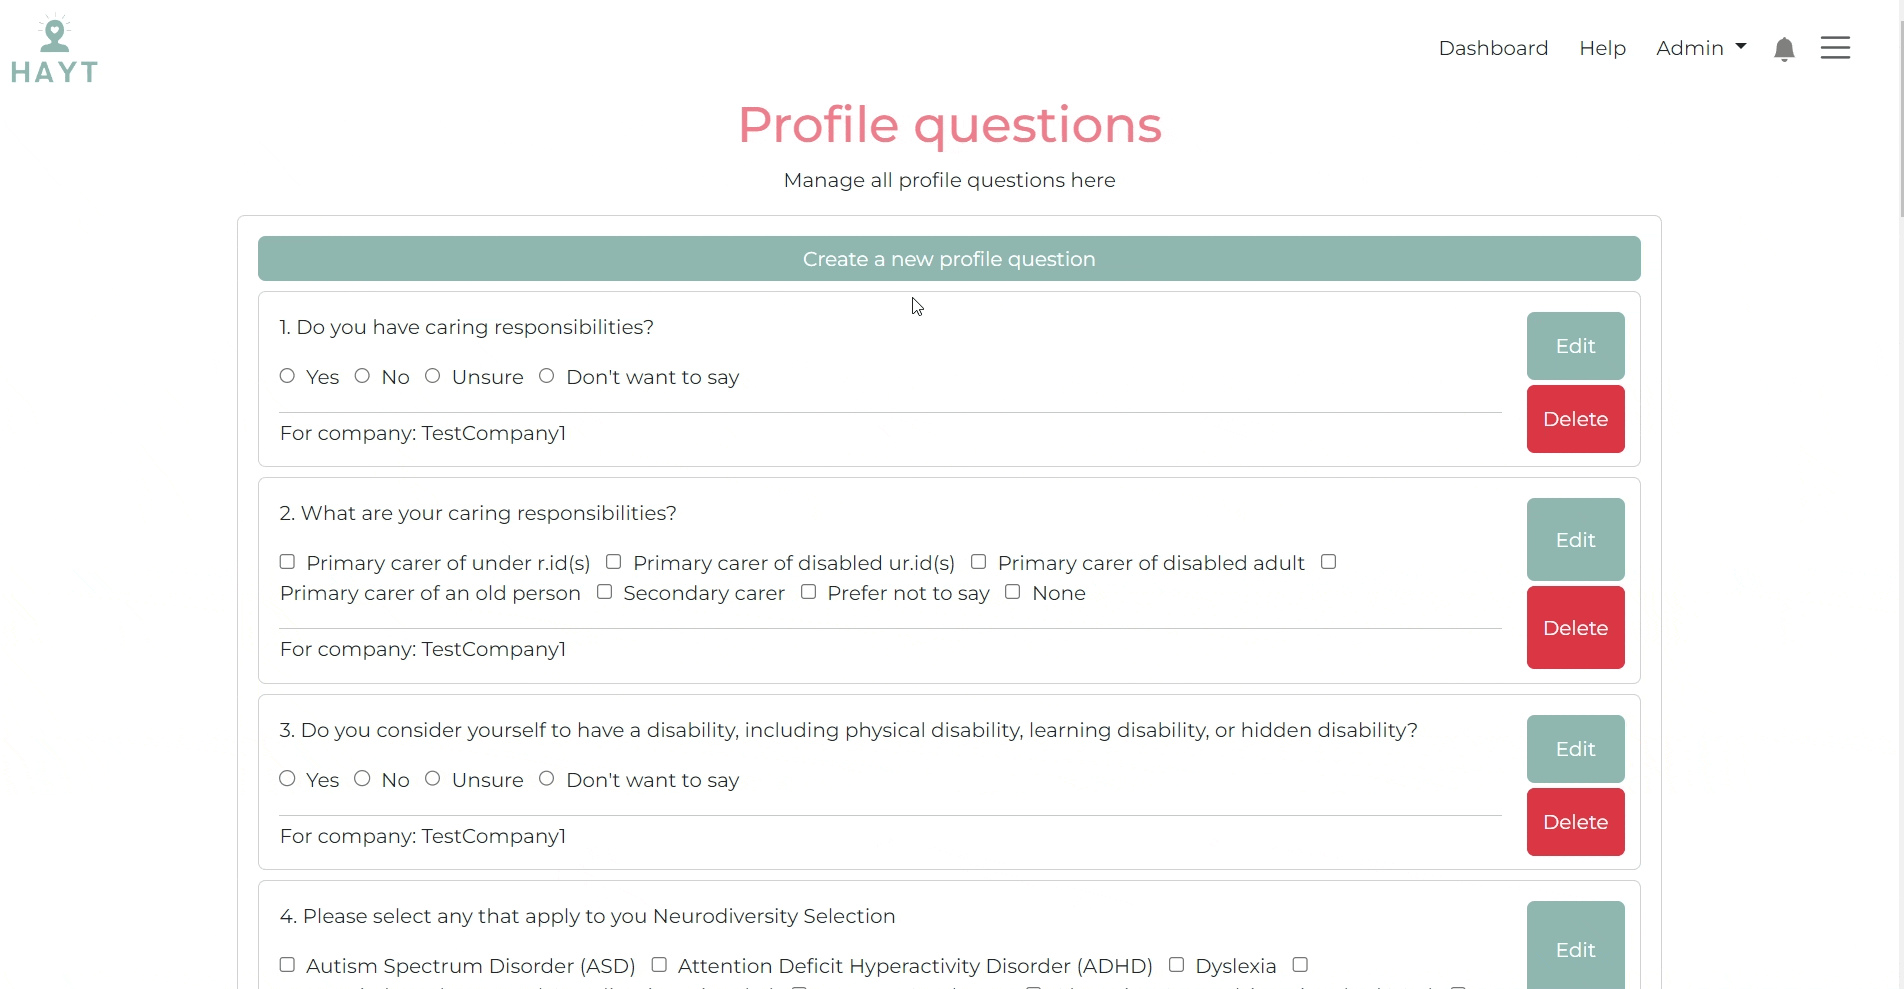 HAYT
Dashboard Help Admin
Profile questions
Manage all profile questions here
Create a new profile question
1. Do you have caring responsibilities?
Yes No Unsure Don't want to say
For company: TestCompany1
Edit
Delete
2. What are your caring responsibilities?
Primary carer of under r.id(s) Primary carer of disabled ur.id(s) Primary carer of disabled adult
Primary carer of an old person Secondary carer Prefer not to say None
For company: TestCompany1
Edit
Delete
3. Do you consider yourself to have a disability, including physical disability, learning disability, or hidden disability?
Yes No Unsure Don't want to say
For company: TestCompany1
Edit
Delete
4. Please select any that apply to you Neurodiversity Selection
Autism Spectrum Disorder (ASD) Attention Deficit Hyperactivity Disorder (ADHD) Dyslexia
Edit